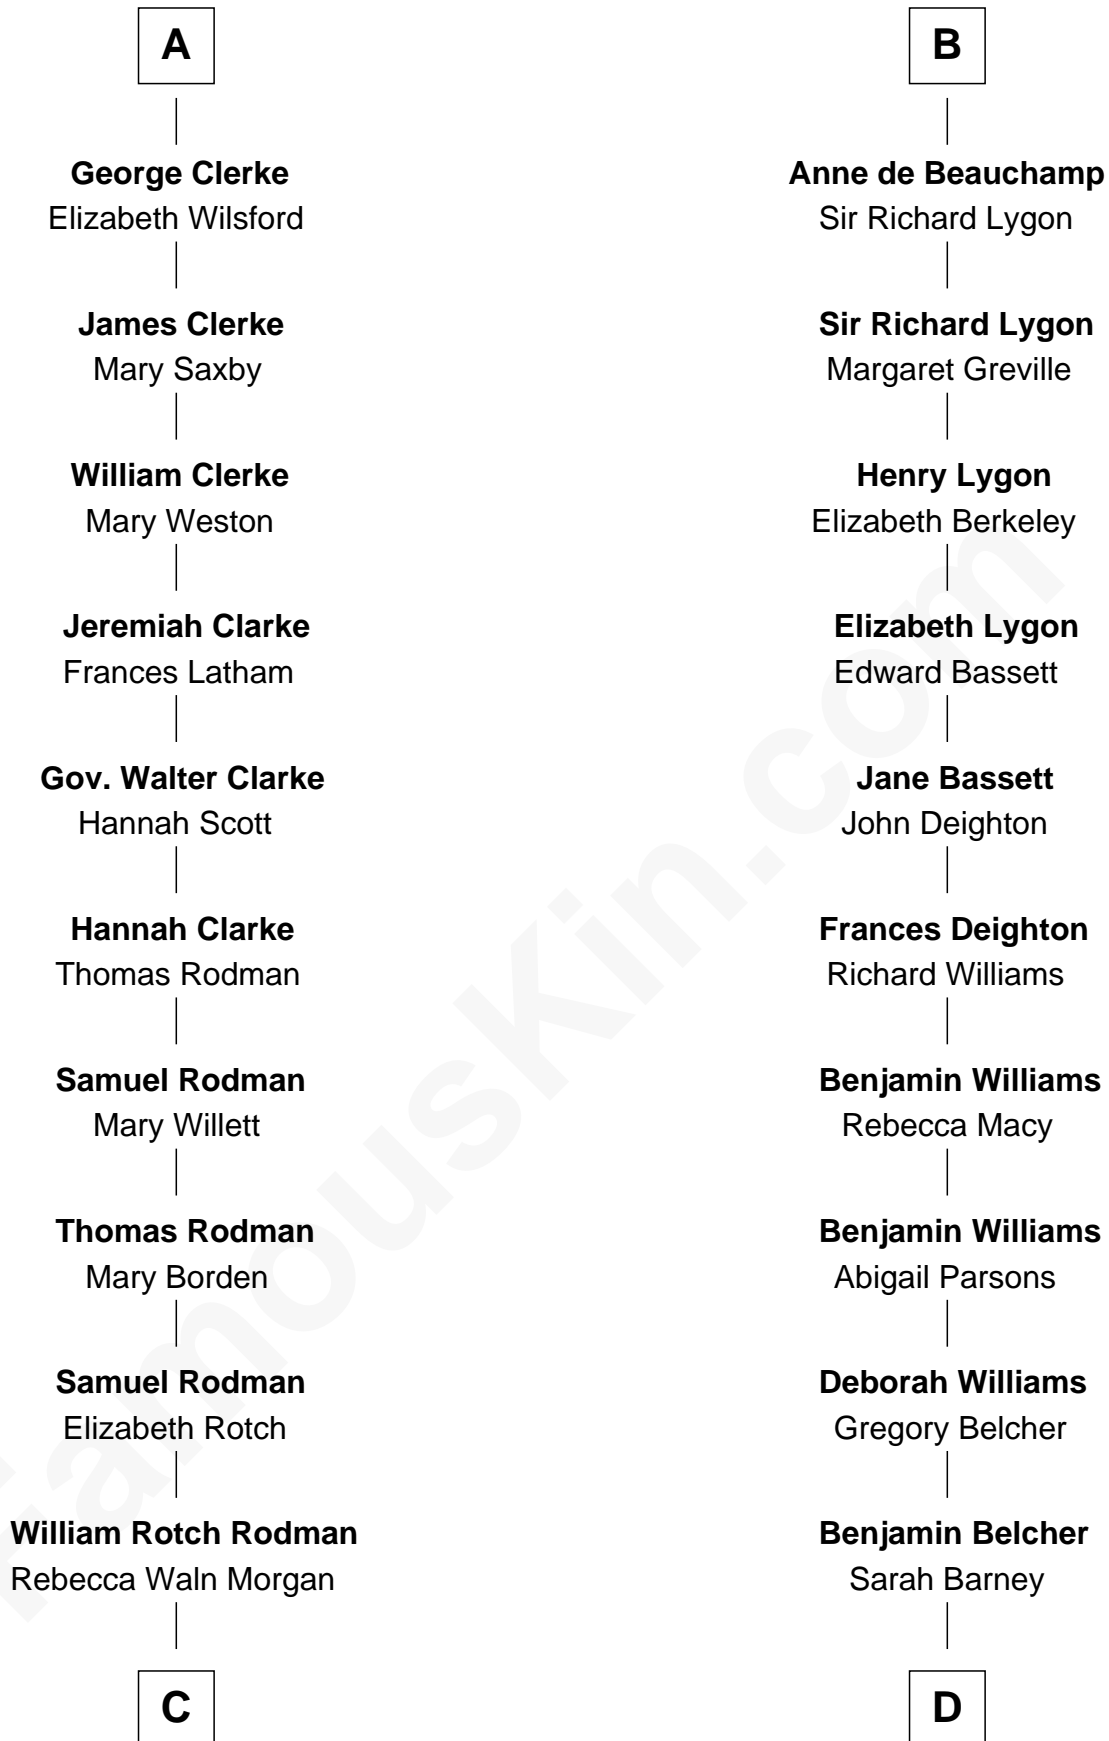 A
George Clerke
Elizabeth Wilsford
James Clerke
Mary Saxby
William Clerke
Mary Weston
Jeremiah Clarke
Frances Latham
Gov. Walter Clarke
Hannah Scott
Hannah Clarke
Thomas Rodman
Samuel Rodman
Mary Willett
Thomas Rodman
Mary Borden
Samuel Rodman
Elizabeth Rotch
William Rotch Rodman
Rebecca Waln Morgan
C
B
Anne de Beauchamp
Sir Richard Lygon
Sir Richard Lygon
Margaret Greville
Henry Lygon
Elizabeth Berkeley
Elizabeth Lygon
Edward Bassett
Jane Bassett
John Deighton
Frances Deighton
Richard Williams
Benjamin Williams
Rebecca Macy
Benjamin Williams
Abigail Parsons
Deborah Williams
Gregory Belcher
Benjamin Belcher
Sarah Barney
D
FamousKin.com